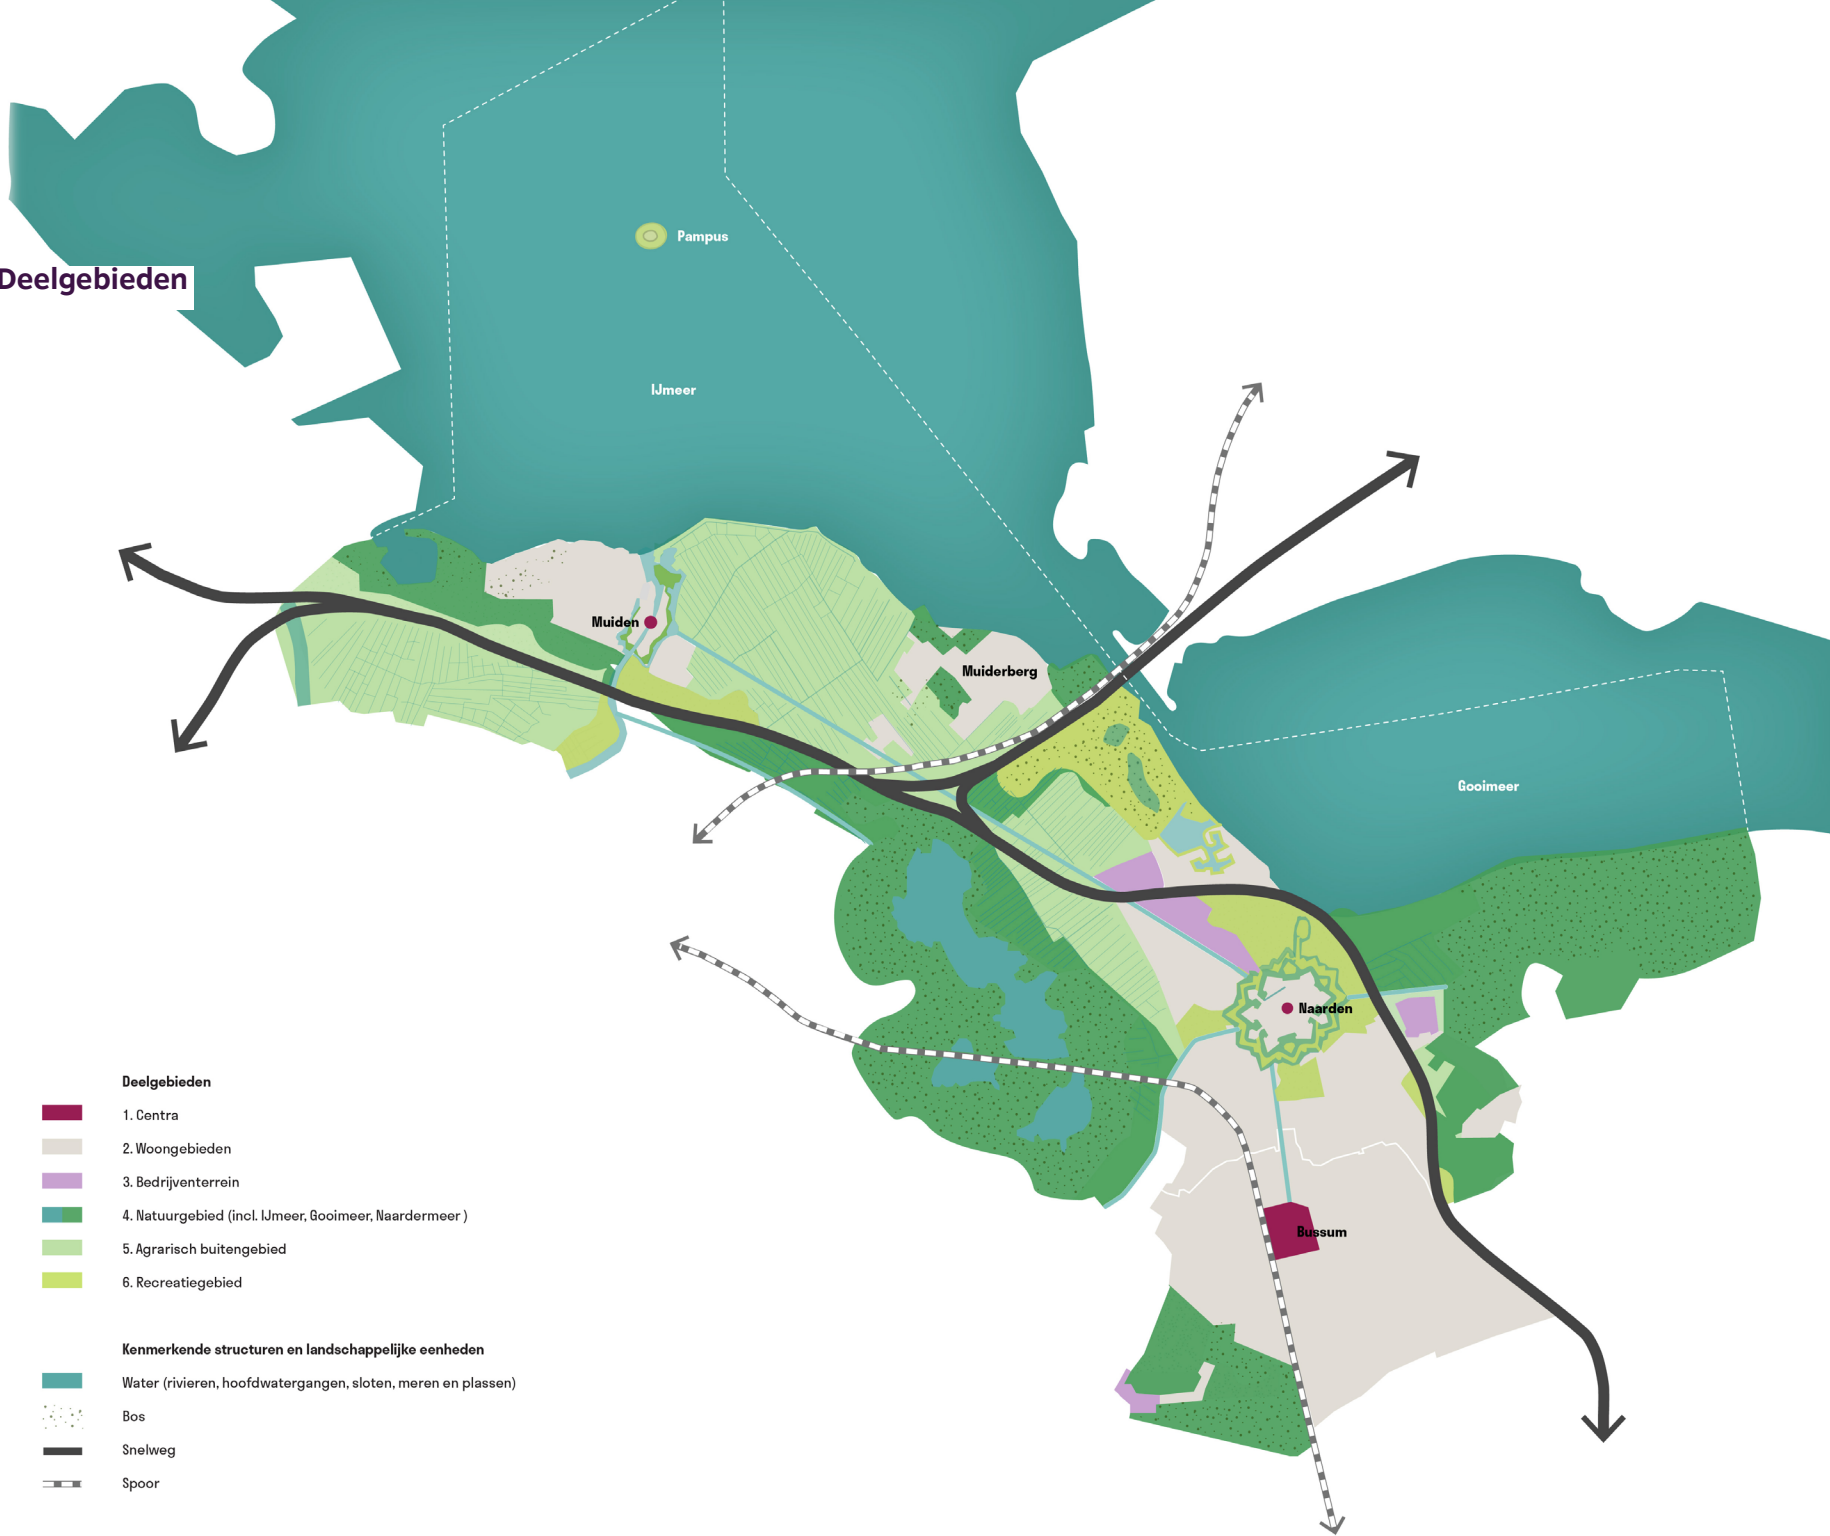 Pampus
Deelgebieden
IJmeer
Muiden
Muiderberg
Gooimeer
Naarden
Bussum
Deelgebieden
1. Centra
2. Woongebieden
3. Bedrijventerrein
4. Natuurgebied (incl. IJmeer, Gooimeer, Naardermeer )
5. Agrarisch buitengebied
6. Recreatiegebied
Kenmerkende structuren en landschappelijke eenheden
Water (rivieren, hoofdwatergangen, sloten, meren en plassen)
Bos
Snelweg
Spoor